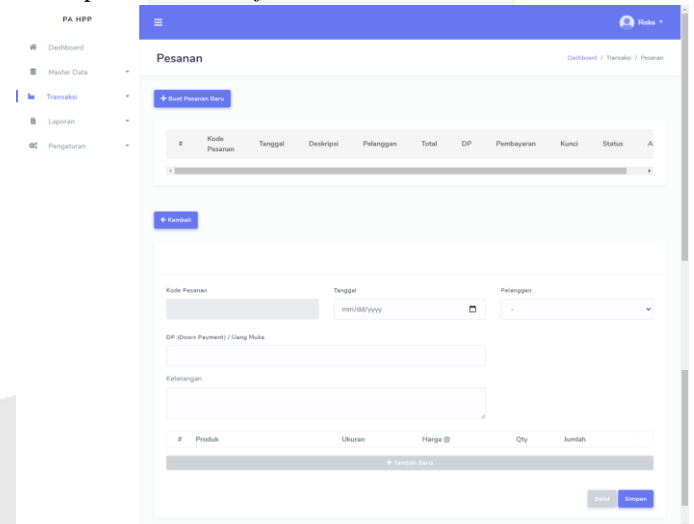 PA HPP
Riska
Dashboard
Master Data
Transaksi
Laporan
Pengaturan
Pesanan
Dashboard / Transaksi / Pesanan
+ Buat Pesanan Baru
# Kode Pesanan Tanggal Deskripsi Pelanggan Total DP Pembayaran Kunci Status A
← Kembali
Kode Pesanan Tanggal Pelanggan
mm/dd/yyyy -
DP (Down Payment) / Uang Muka
Keterangan
# Produk Ukuran Harga @ Qty Jumlah
+ Tambah Baris
Batal Simpan